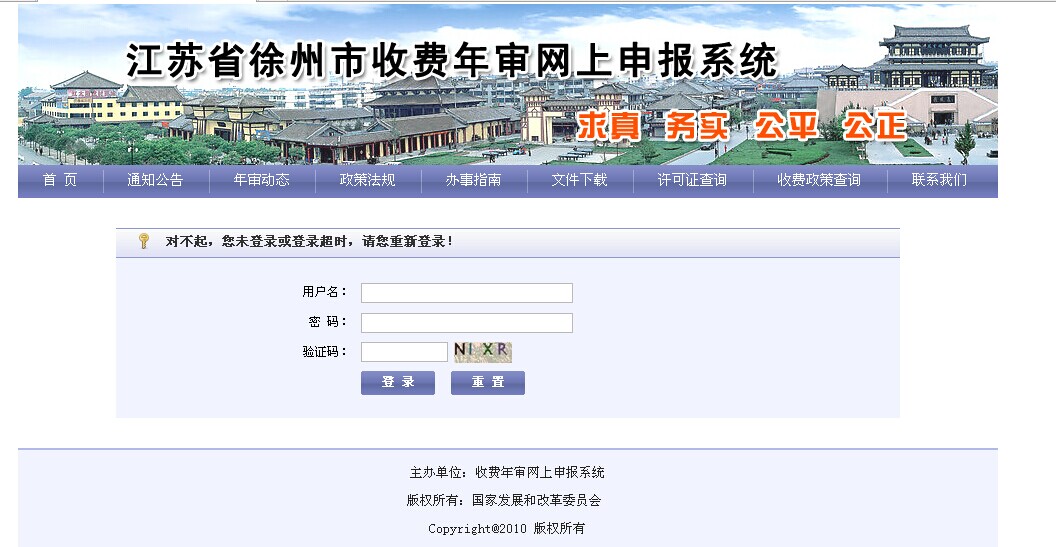 江苏省徐州市收费年审网上申报系统
求真 务实 公平 公正
首 页 通知公告 年审动态 政策法规 办事指南 文件下载 许可证查询 收费政策查询 联系我们
对不起，您未登录或登录超时，请您重新登录！
用户名：
密 码：
验证码： NIXR
登 录 重 置
主办单位：收费年审网上申报系统
版权所有：国家发展和改革委员会
Copyright@2010 版权所有